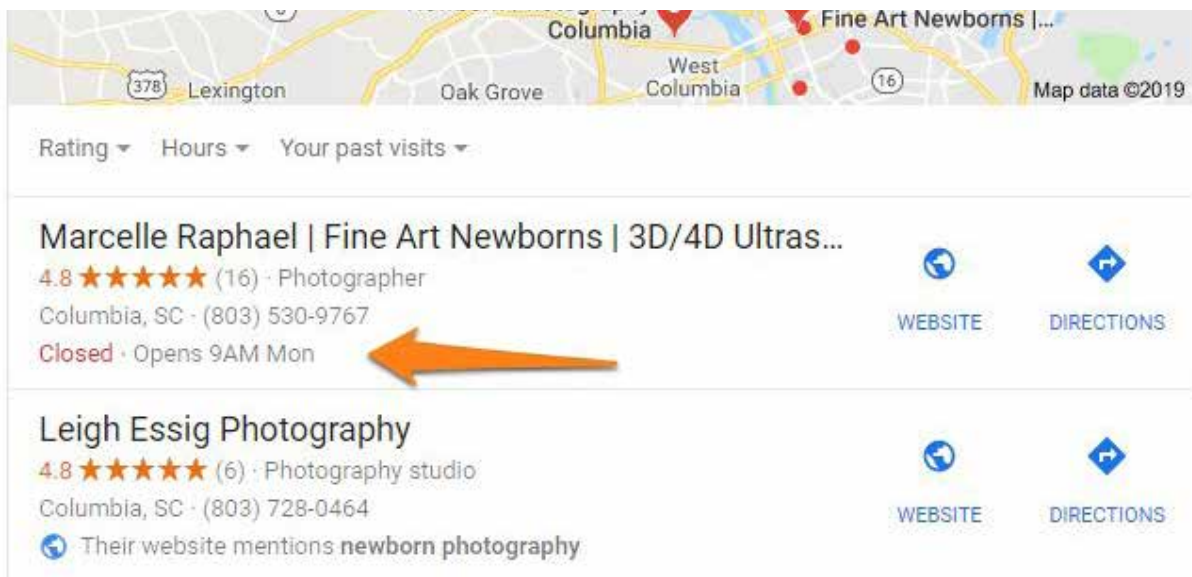 Columbia
Fine Art Newborns |...
West
Columbia
378
Lexington
Oak Grove
16
Map data ©2019
Rating
Hours
Your past visits
Marcelle Raphael | Fine Art Newborns | 3D/4D Ultras...
4.8 ★★★★★ (16) · Photographer
Columbia, SC · (803) 530-9767
Closed · Opens 9AM Mon
WEBSITE
DIRECTIONS
Leigh Essig Photography
4.8 ★★★★★ (6) · Photography studio
Columbia, SC · (803) 728-0464
Their website mentions newborn photography
WEBSITE
DIRECTIONS